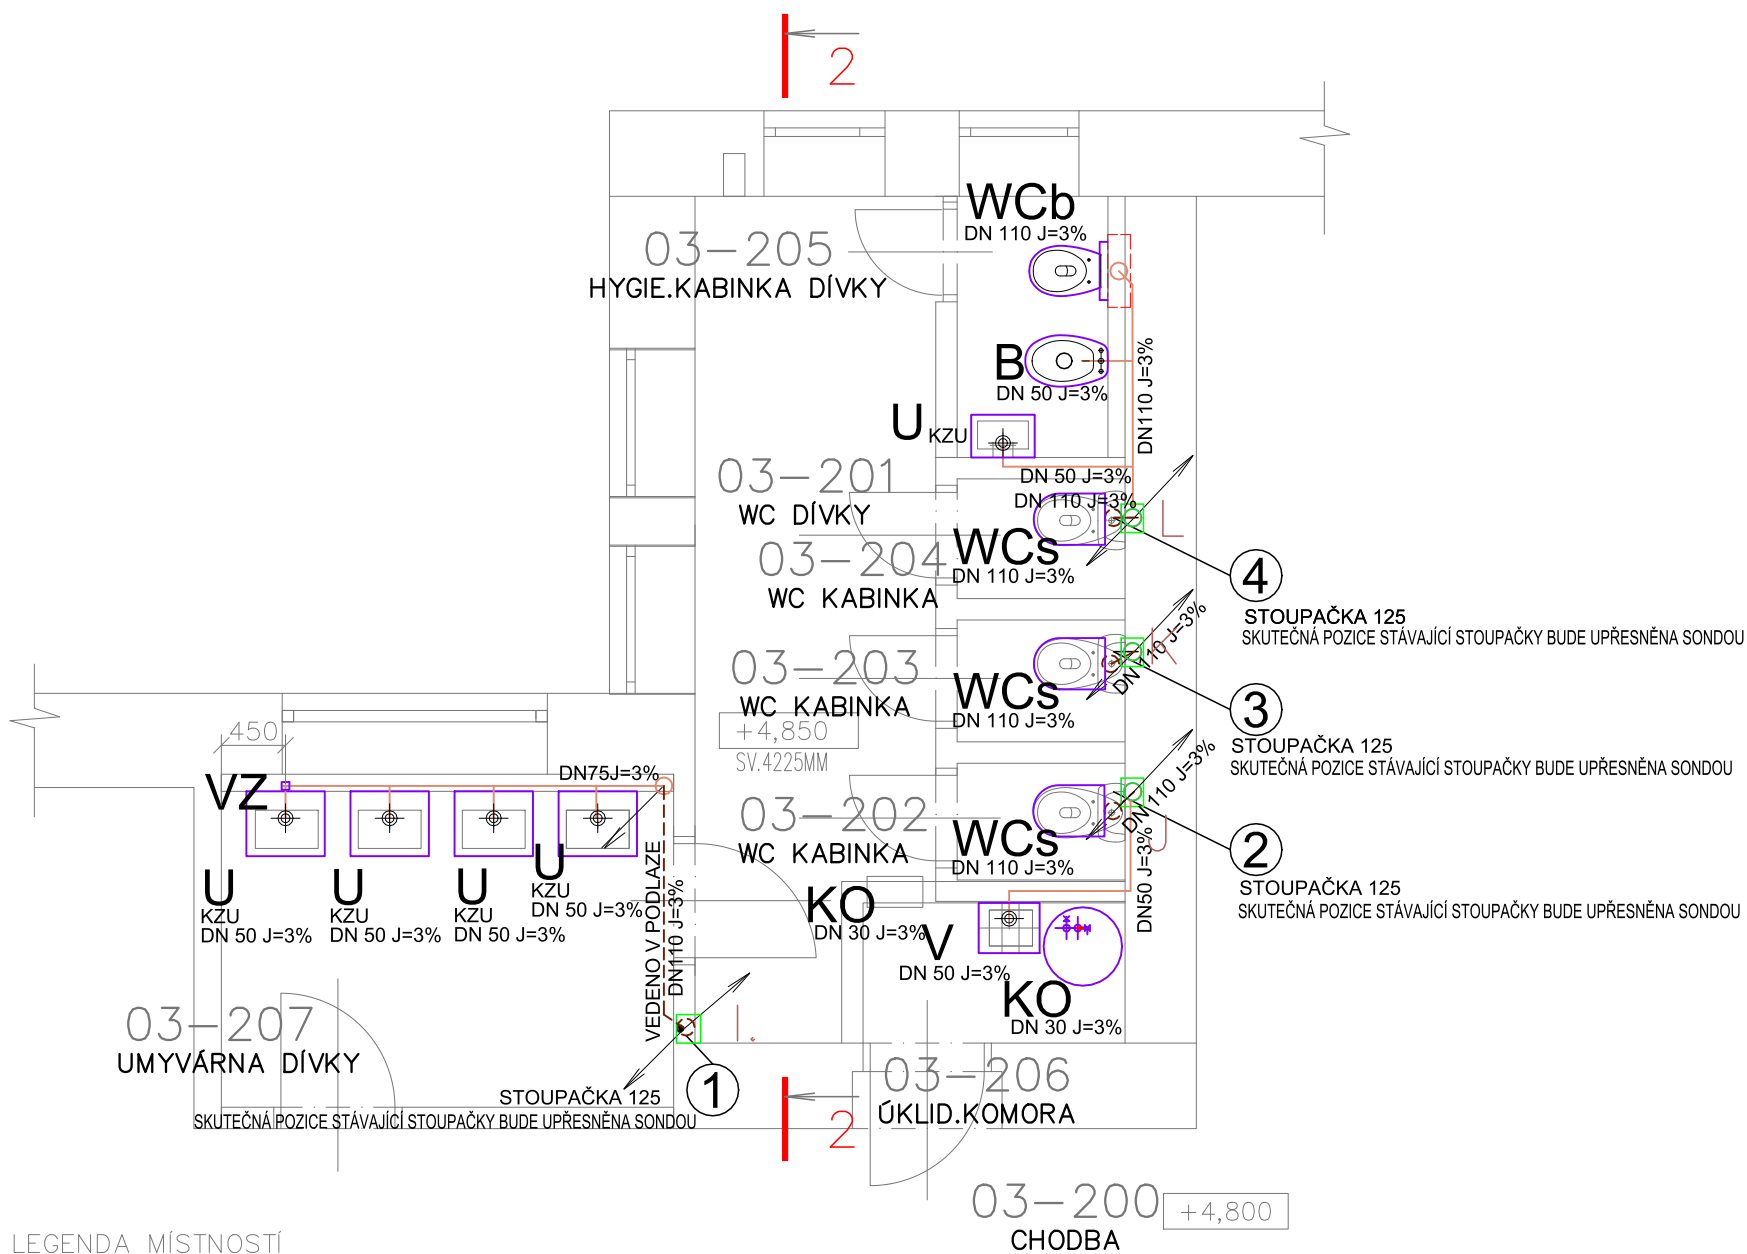 2
WCb
DN 110 J=3%
03-205
HYGIE.KABINKA DÍVKY
B
DN 50 J=3%
DN110 J=3%
U KZU
03-201
WC DÍVKY
DN 50 J=3%
DN 110 J=3%
L
WCs
DN 110 J=3%
03-204
WC KABINKA
4
STOUPAČKA 125
SKUTEČNÁ POZICE STÁVAJÍCÍ STOUPAČKY BUDE UPŘESNĚNA SONDOU
K
DN 110 J=3%
03-203
WC KABINKA
WCs
DN 110 J=3%
3
STOUPAČKA 125
SKUTEČNÁ POZICE STÁVAJÍCÍ STOUPAČKY BUDE UPŘESNĚNA SONDOU
+4,850
SV.4225MM
450
VZ
DN75J=3%
03-202
WC KABINKA
WCs
DN 110 J=3%
DN 110 J=3%
J
DN50 J=3%
2
STOUPAČKA 125
SKUTEČNÁ POZICE STÁVAJÍCÍ STOUPAČKY BUDE UPŘESNĚNA SONDOU
U
KZU
DN 50 J=3%
U
KZU
DN 50 J=3%
U
KZU
DN 50 J=3%
U
KZU
DN 50 J=3%
VEDENO V PODLAZE
DN110 J=3%
KO
DN 30 J=3%
V
DN 50 J=3%
KO
DN 30 J=3%
I.
03-207
UMYVÁRNA DÍVKY
1
STOUPAČKA 125
SKUTEČNÁ POZICE STÁVAJÍCÍ STOUPAČKY BUDE UPŘESNĚNA SONDOU
2
03-206
ÚKLID.KOMORA
03-200
+4,800
CHODBA
LEGENDA MÍSTNOSTÍ